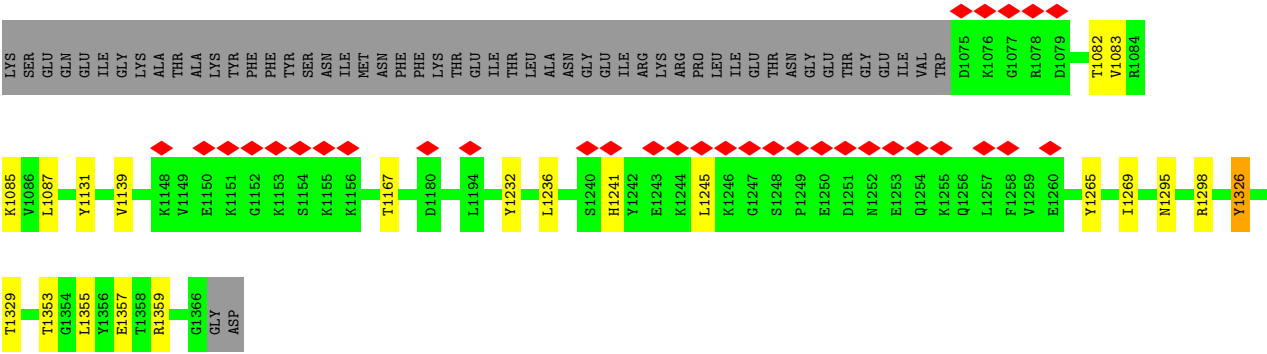 LYS SER GLU GLN GLU ILE GLY LYS ALA THR ALA LYS TYR PHE PHE TYR SER ASN ILE MET ASN PHE PHE LYS THR GLU ILE THR LEU ALA ASN GLY GLU ILE ARG LYS ARG PRO LEU ILE GLU THR ASN GLY GLU THR GLY GLU ILE VAL TRP D1075 K1076 G1077 R1078 D1079 T1082 V1083 R1084
K1085 V1086 L1087 Y1131 V1139 K1148 V1149 E1150 K1151 G1152 K1153 S1154 K1155 K1156 T1167 D1180 L1194 Y1232 L1236 S1240 H1241 Y1242 E1243 K1244 L1245 K1246 G1247 S1248 P1249 E1250 D1251 N1252 E1253 Q1254 K1255 Q1256 L1257 F1258 V1259 E1260 Y1265 I1269 N1295 R1298 Y1326
T1329 T1353 G1354 L1355 Y1356 E1357 T1358 R1359 G1366 GLY ASP